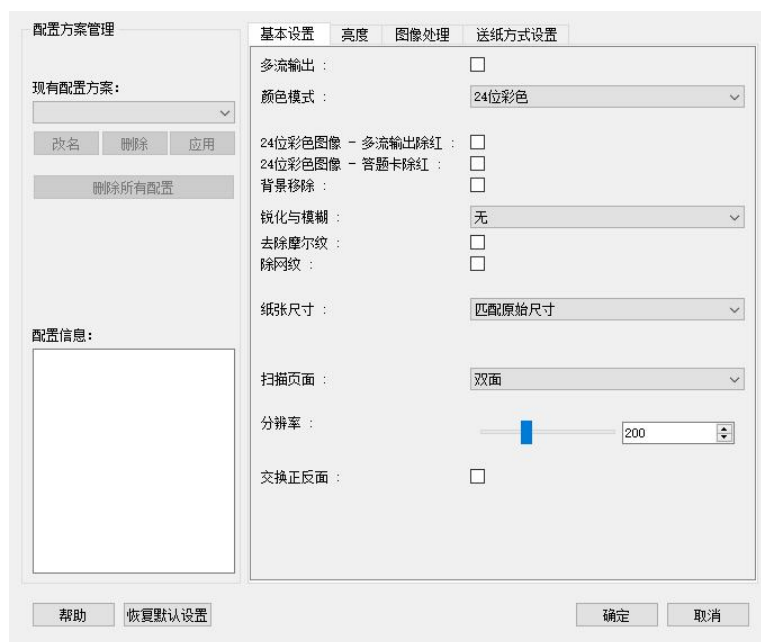 配置方案管理
现有配置方案：
改名 删除 应用
删除所有配置
配置信息：
基本设置 亮度 图像处理 送纸方式设置
多流输出 :
颜色模式 : 24位彩色
24位彩色图像 - 多流输出除红 :
24位彩色图像 - 答题卡除红 :
背景移除 :
锐化与模糊 : 无
去除摩尔纹 :
除网纹 :
纸张尺寸 : 匹配原始尺寸
扫描页面 : 双面
分辨率 : 200
交换正反面 :
帮助 恢复默认设置 确定 取消